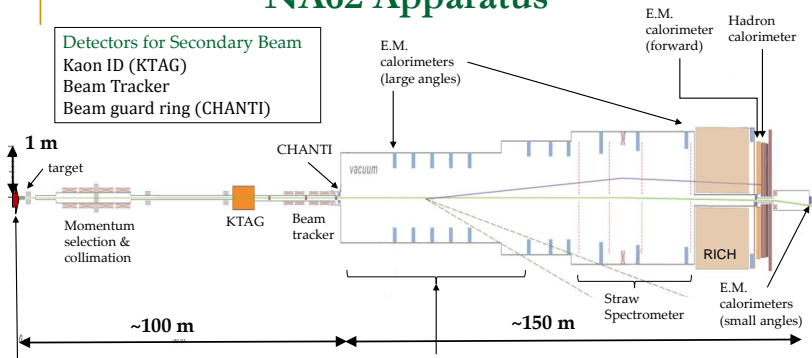 NA62 Apparatus
Detectors for Secondary Beam
Kaon ID (KTAG)
Beam Tracker
Beam guard ring (CHANTI)
E.M.
calorimeters
(large angles)
E.M.
calorimeter
(forward)
Hadron
calorimeter
1 m
target
CHANTI
vacuum
Momentum
selection &
collimation
KTAG
Beam
tracker
RICH
Straw
Spectrometer
E.M.
calorimeters
(small angles)
~100 m
~150 m